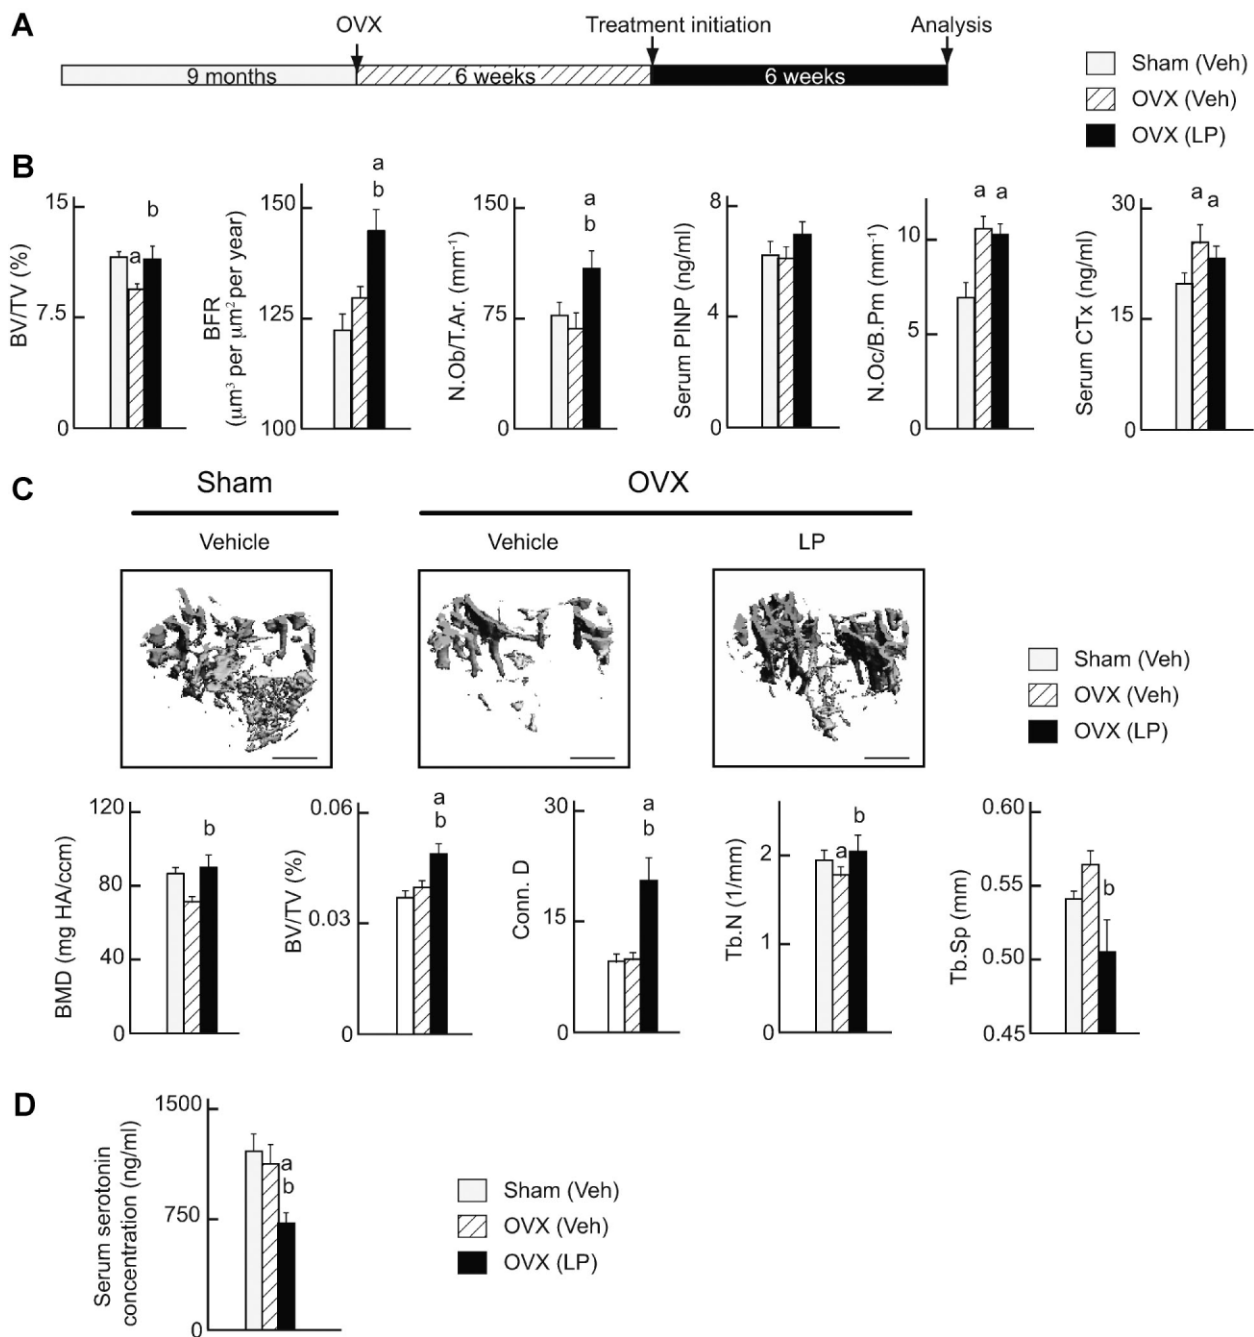 A
OVX
Treatment initiation
Analysis
9 months
6 weeks
6 weeks
Sham (Veh)
OVX (Veh)
OVX (LP)
B
BV/TV (%)
15
7.5
0
a
b
BFR
(μm³ per μm² per year)
150
125
100
a
b
N.Ob/T.Ar. (mm⁻¹)
150
75
0
a
b
Serum PINP (ng/ml)
8
4
0
N.Oc/B.Pm (mm⁻¹)
10
5
0
a
a
Serum CTx (ng/ml)
30
15
0
a
a
C
Sham
OVX
Vehicle
Vehicle
LP
Sham (Veh)
OVX (Veh)
OVX (LP)
BMD (mg HA/ccm)
120
80
40
0
b
BV/TV (%)
0.06
0.03
0
a
b
Conn. D
30
15
0
a
b
Tb.N (1/mm)
2
1
0
a
b
Tb.Sp (mm)
0.60
0.55
0.50
0.45
b
D
Serum serotonin
concentration (ng/ml)
1500
750
0
a
b
Sham (Veh)
OVX (Veh)
OVX (LP)